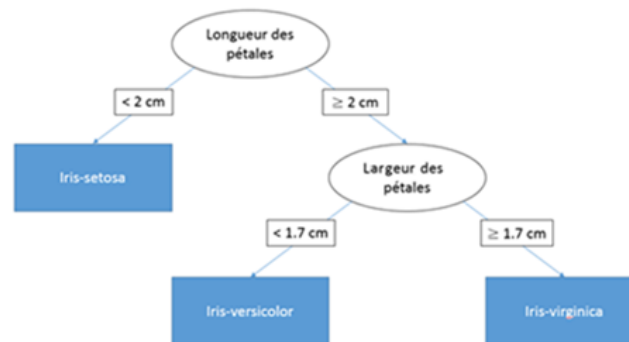 Longueur des
pétales
< 2 cm
≥ 2 cm
Iris-setosa
Largeur des
pétales
< 1.7 cm
≥ 1.7 cm
Iris-versicolor
Iris-virginica